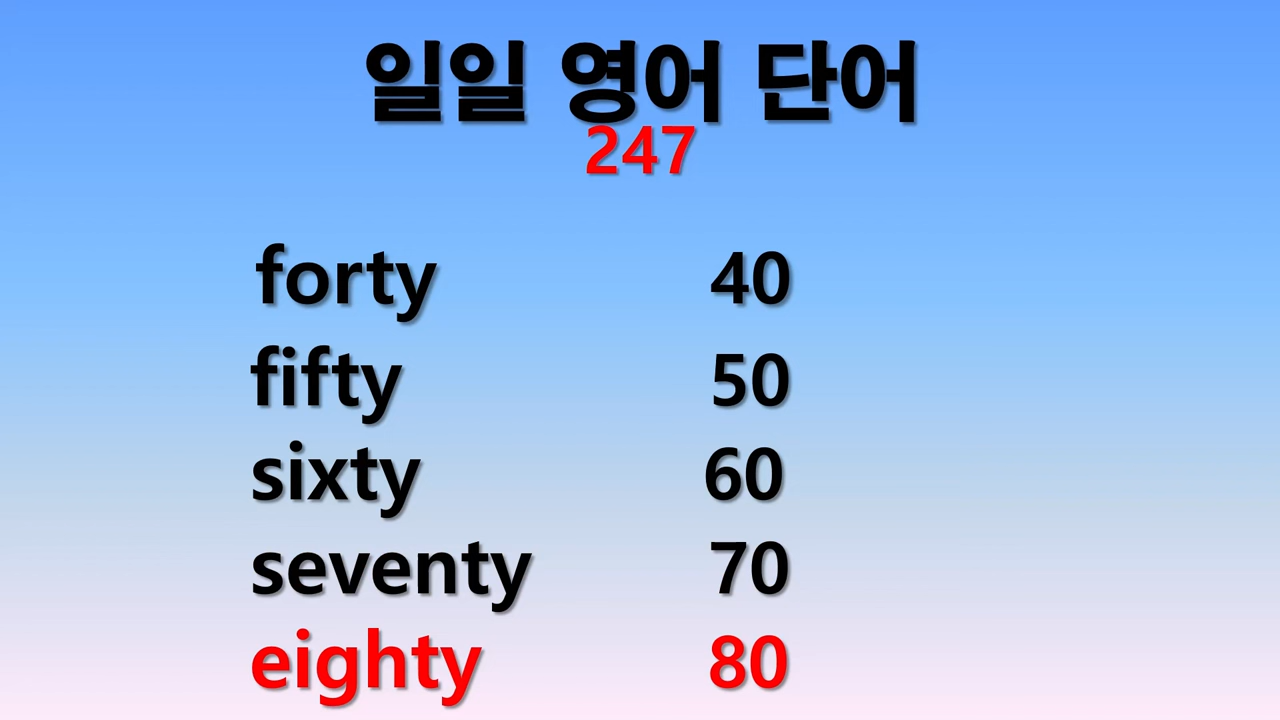 일일 영어 단어
247
forty 40
fifty 50
sixty 60
seventy 70
eighty 80